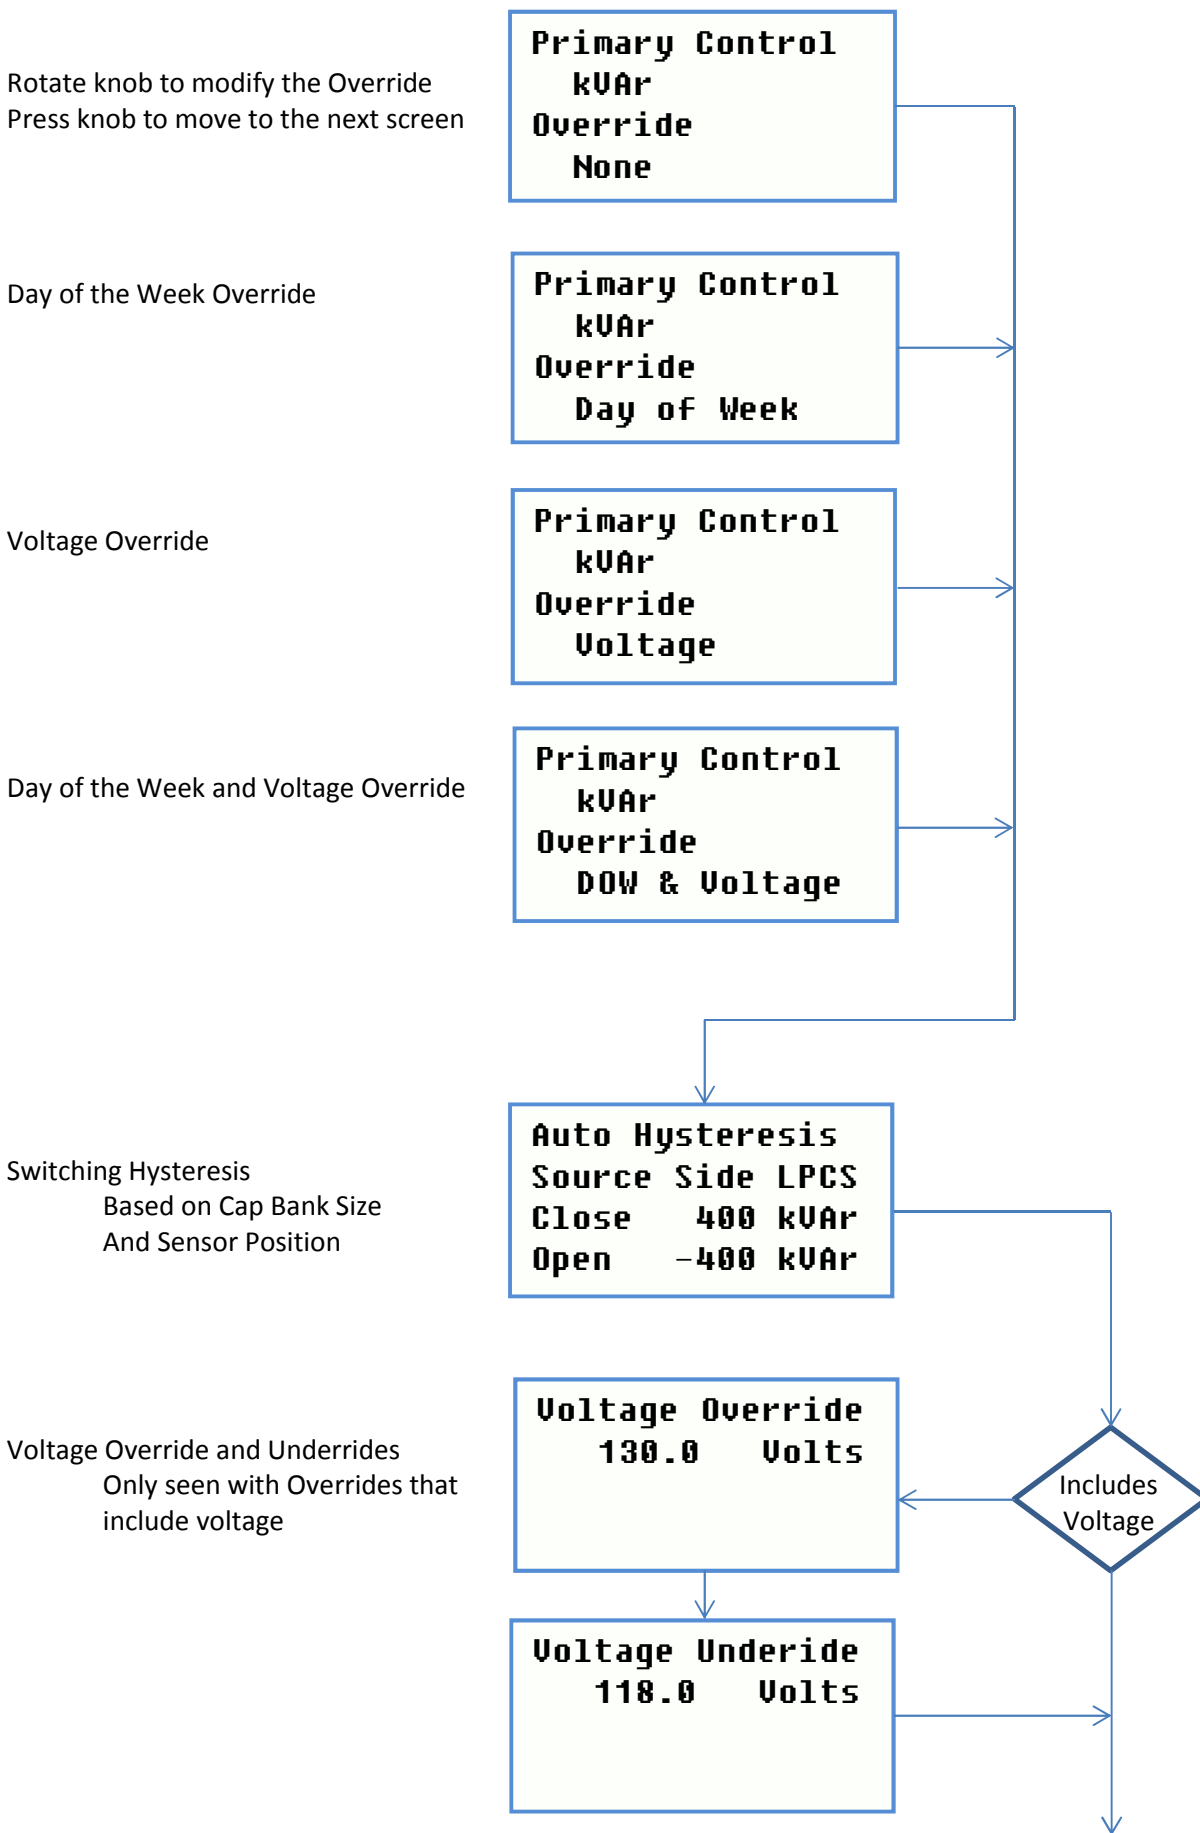 Primary Control
kVAr
Override
None
Rotate knob to modify the Override
Press knob to move to the next screen
Day of the Week Override
Primary Control
kVAr
Override
Day of Week
Voltage Override
Primary Control
kVAr
Override
Voltage
Day of the Week and Voltage Override
Primary Control
kVAr
Override
DOW & Voltage
Switching Hysteresis
Based on Cap Bank Size
And Sensor Position
Auto Hysteresis
Source Side LPCS
Close 400 kVAr
Open -400 kVAr
Voltage Override and Underrides
Only seen with Overrides that
include voltage
Voltage Override
130.0 Volts
Includes
Voltage
Voltage Underide
118.0 Volts